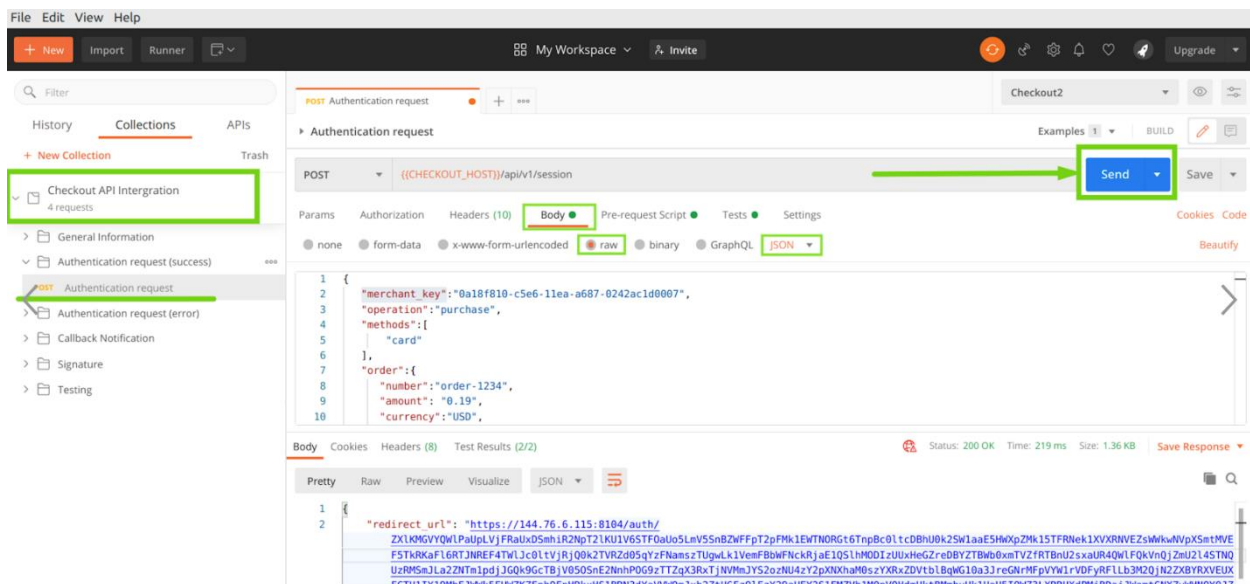 File Edit View Help
+ New Import Runner My Workspace Invite Upgrade
Filter
History Collections APIs
+ New Collection Trash
Checkout API Intergration
4 requests
General Information
Authentication request (success)
POST Authentication request
Authentication request (error)
Callback Notification
Signature
Testing
POST Authentication request + Checkout2
Authentication request Examples 1 BUILD
POST {{CHECKOUT_HOST}}/api/v1/session Send Save
Params Authorization Headers (10) Body Pre-request Script Tests Settings Cookies Code
none form-data x-www-form-urlencoded raw binary GraphQL JSON Beautify
1 {
2 "merchant_key":"0a18f810-c5e6-11ea-a687-0242ac1d0007",
3 "operation":"purchase",
4 "methods":[
5 "card"
6 ],
7 "order":{
8 "number":"order-1234",
9 "amount": "0.19",
10 "currency":"USD",
Body Cookies Headers (8) Test Results (2/2) Status: 200 OK Time: 219 ms Size: 1.36 KB Save Response
Pretty Raw Preview Visualize JSON
1 {
2 "redirect_url": "https://144.76.6.115:8104/auth/